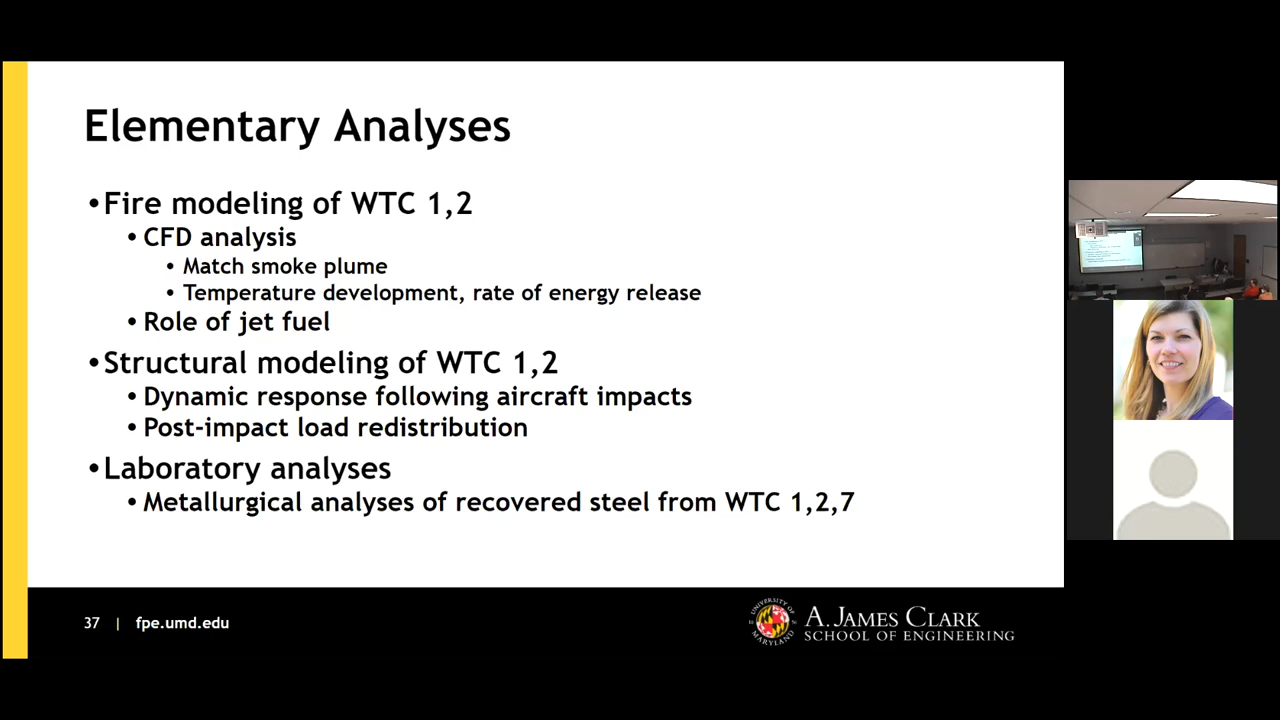 Elementary Analyses
•Fire modeling of WTC 1,2
• CFD analysis
• Match smoke plume
• Temperature development, rate of energy release
• Role of jet fuel
•Structural modeling of WTC 1,2
• Dynamic response following aircraft impacts
• Post-impact load redistribution
•Laboratory analyses
• Metallurgical analyses of recovered steel from WTC 1,2,7
37 | fpe.umd.edu
UNIVERSITY OF MARYLAND
A. JAMES CLARK
SCHOOL OF ENGINEERING